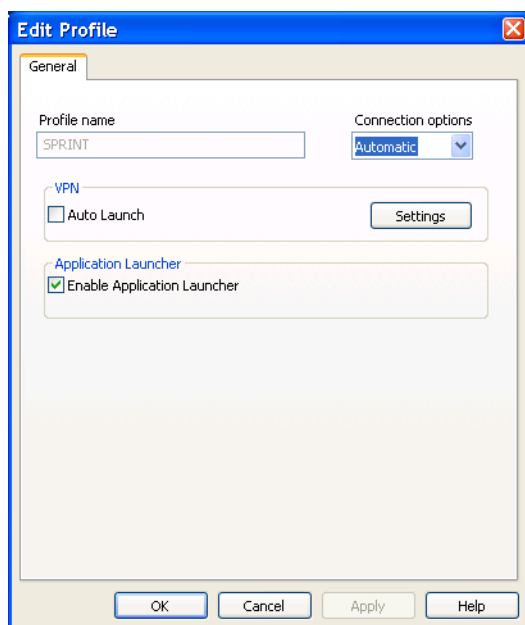 Edit Profile
General
Profile name
Connection options
SPRINT
Automatic
VPN
Auto Launch
Settings
Application Launcher
Enable Application Launcher
OK
Cancel
Apply
Help